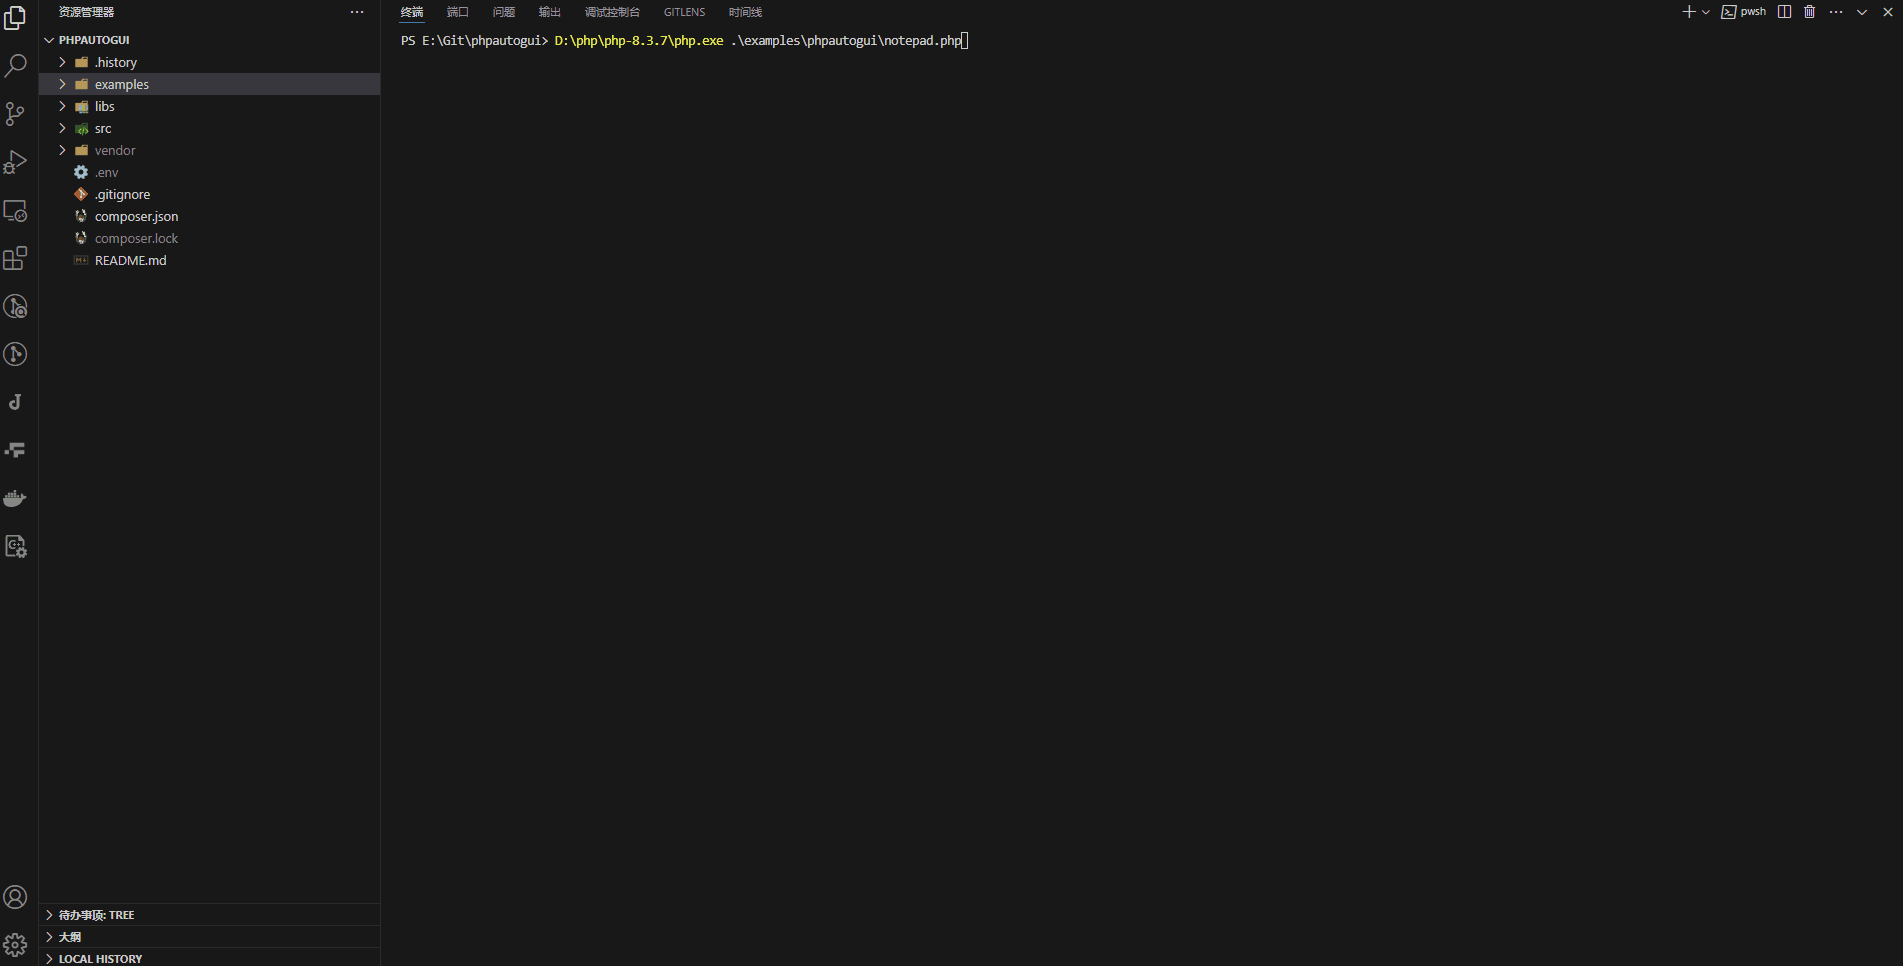 资源管理器
PHPAUTOGUI
.history
examples
libs
src
vendor
.env
.gitignore
composer.json
composer.lock
README.md
待办事项: TREE
大纲
LOCAL HISTORY
终端 端口 问题 输出 调试控制台 GITLENS 时间线
pwsh
PS E:\Git\phpautogui> D:\php\php-8.3.7\php.exe .\examples\phpautogui\notepad.php